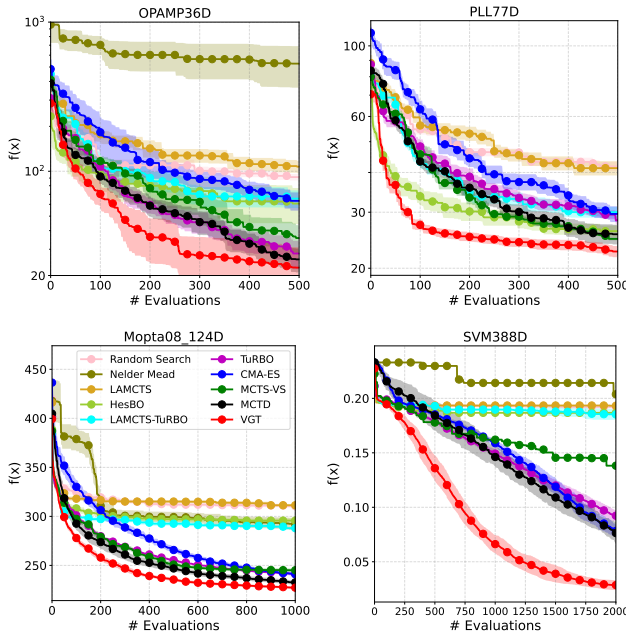 OPAMP36D
f(x)
10³
10²
20
0 100 200 300 400 500
# Evaluations
PLL77D
f(x)
100
60
30
20
0 100 200 300 400 500
# Evaluations
Mopta08_124D
f(x)
450
400
350
300
250
Random Search
Nelder Mead
LAMCTS
HesBO
LAMCTS-TuRBO
TuRBO
CMA-ES
MCTS-VS
MCTD
VGT
0 200 400 600 800 1000
# Evaluations
SVM388D
f(x)
0.20
0.15
0.10
0.05
0 250 500 750 1000 1250 1500 1750 2000
# Evaluations